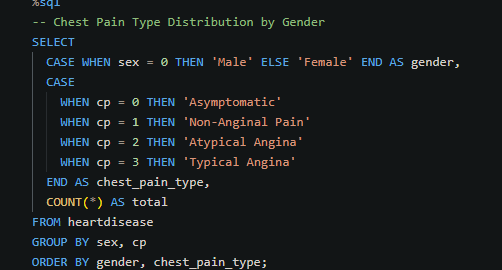 %sql
-- Chest Pain Type Distribution by Gender
SELECT
CASE WHEN sex = 0 THEN 'Male' ELSE 'Female' END AS gender,
CASE
WHEN cp = 0 THEN 'Asymptomatic'
WHEN cp = 1 THEN 'Non-Anginal Pain'
WHEN cp = 2 THEN 'Atypical Angina'
WHEN cp = 3 THEN 'Typical Angina'
END AS chest_pain_type,
COUNT(*) AS total
FROM heartdisease
GROUP BY sex, cp
ORDER BY gender, chest_pain_type;